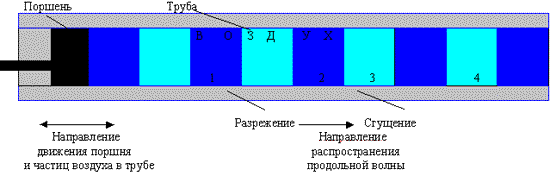 Поршень
Труба
В О З Д У Х
1 2 3 4
Разрежение
Сгущение
Направление
движения поршня
и частиц воздуха в трубе
Направление
распространения
продольной волны